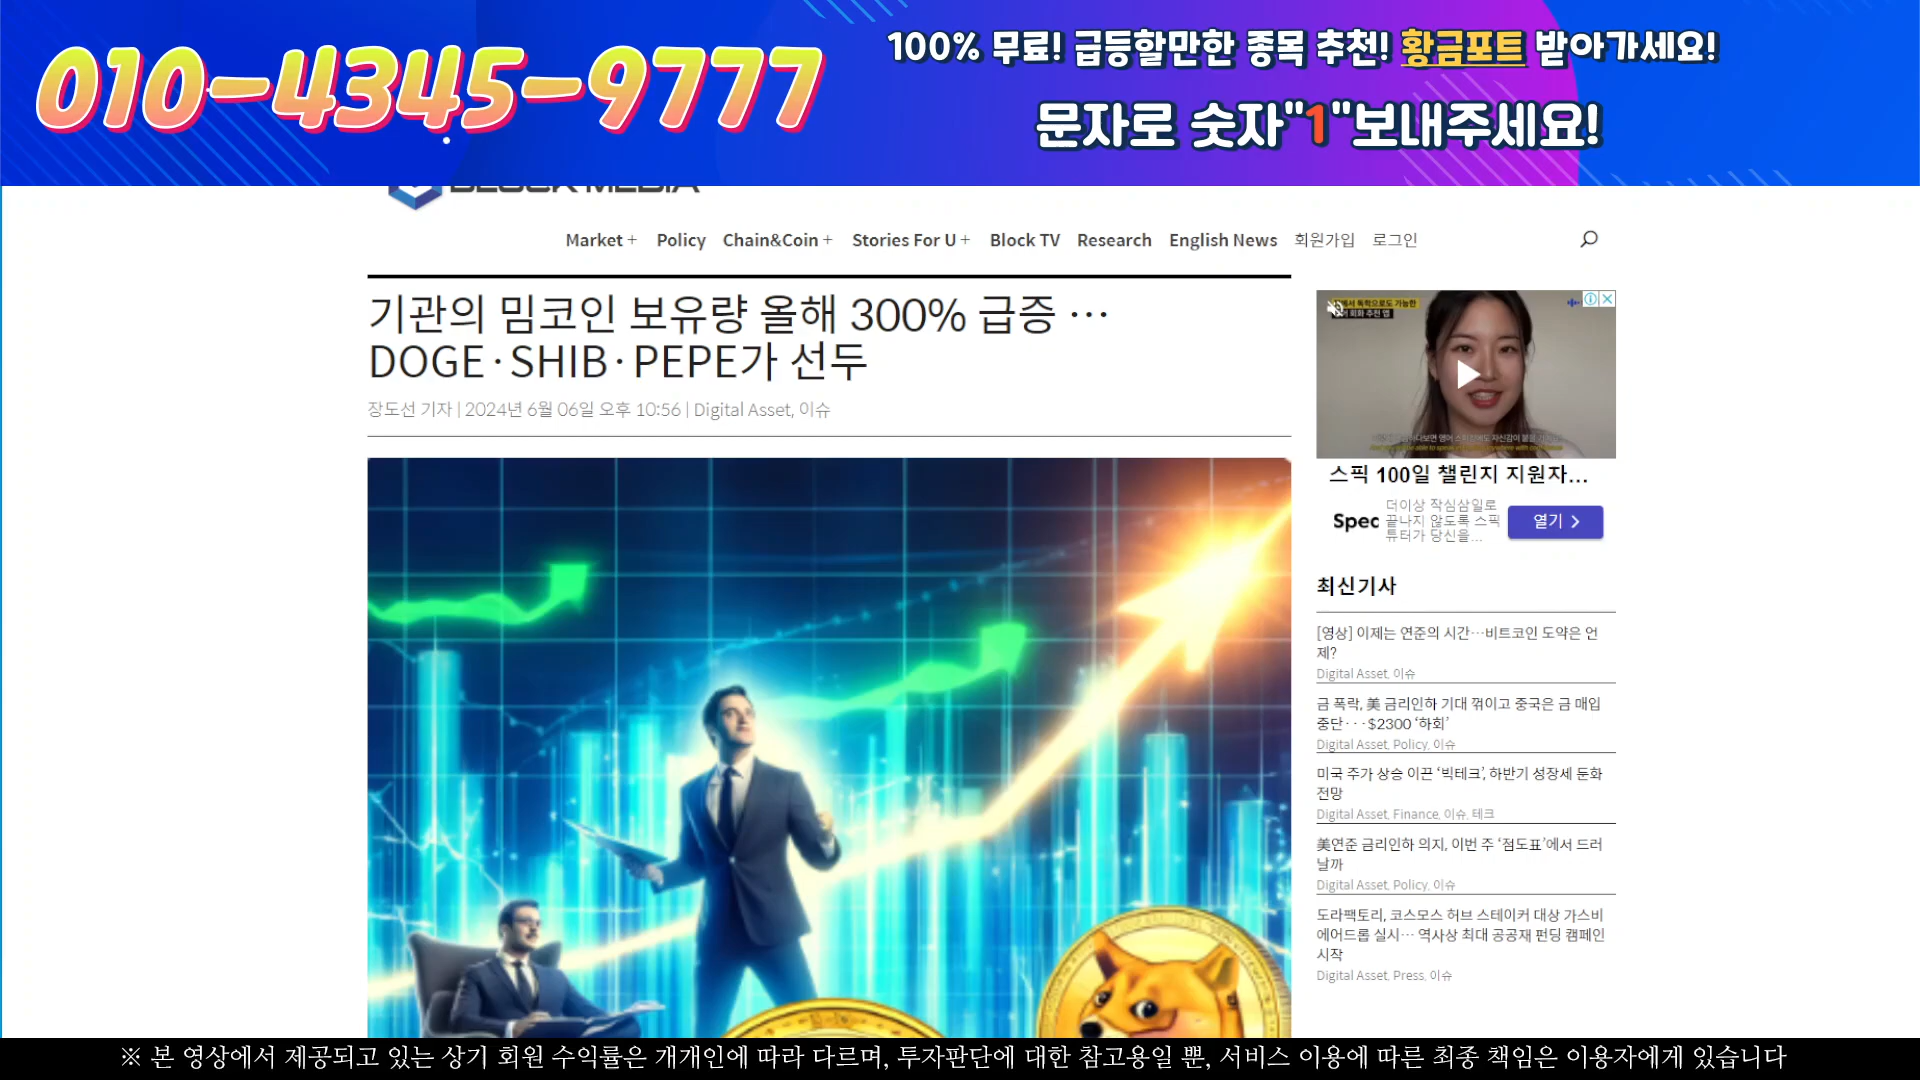 010-4345-9777
100% 무료! 급등할만한 종목 추천! 황금포트 받아가세요!
문자로 숫자"1"보내주세요!
BLOCK MEDIA
Market + Policy Chain&Coin + Stories For U + Block TV Research English News 회원가입 로그인
기관의 밈코인 보유량 올해 300% 급증 …
DOGE·SHIB·PEPE가 선두
장도선 기자 | 2024년 6월 06일 오후 10:56 | Digital Asset, 이슈
스픽 100일 챌린지 지원자...
Spec
더이상 작심삼일로
끝나지 않도록 스픽
튜터가 당신을...
열기
최신기사
[영상] 이제는 연준의 시간…비트코인 도약은 언
제?
Digital Asset, 이슈
금 폭락, 美 금리인하 기대 꺾이고 중국은 금 매입
중단···$2300 ‘하회’
Digital Asset, Policy, 이슈
미국 주가 상승 이끈 ‘빅테크’, 하반기 성장세 둔화
전망
Digital Asset, Finance, 이슈, 테크
美연준 금리인하 의지, 이번 주 ‘점도표’에서 드러
날까
Digital Asset, Policy, 이슈
도라팩토리, 코스모스 허브 스테이커 대상 가스비
에어드롭 실시… 역사상 최대 공공재 펀딩 캠페인
시작
Digital Asset, Press, 이슈
※ 본 영상에서 제공되고 있는 상기 회원 수익률은 개개인에 따라 다르며, 투자판단에 대한 참고용일 뿐, 서비스 이용에 따른 최종 책임은 이용자에게 있습니다